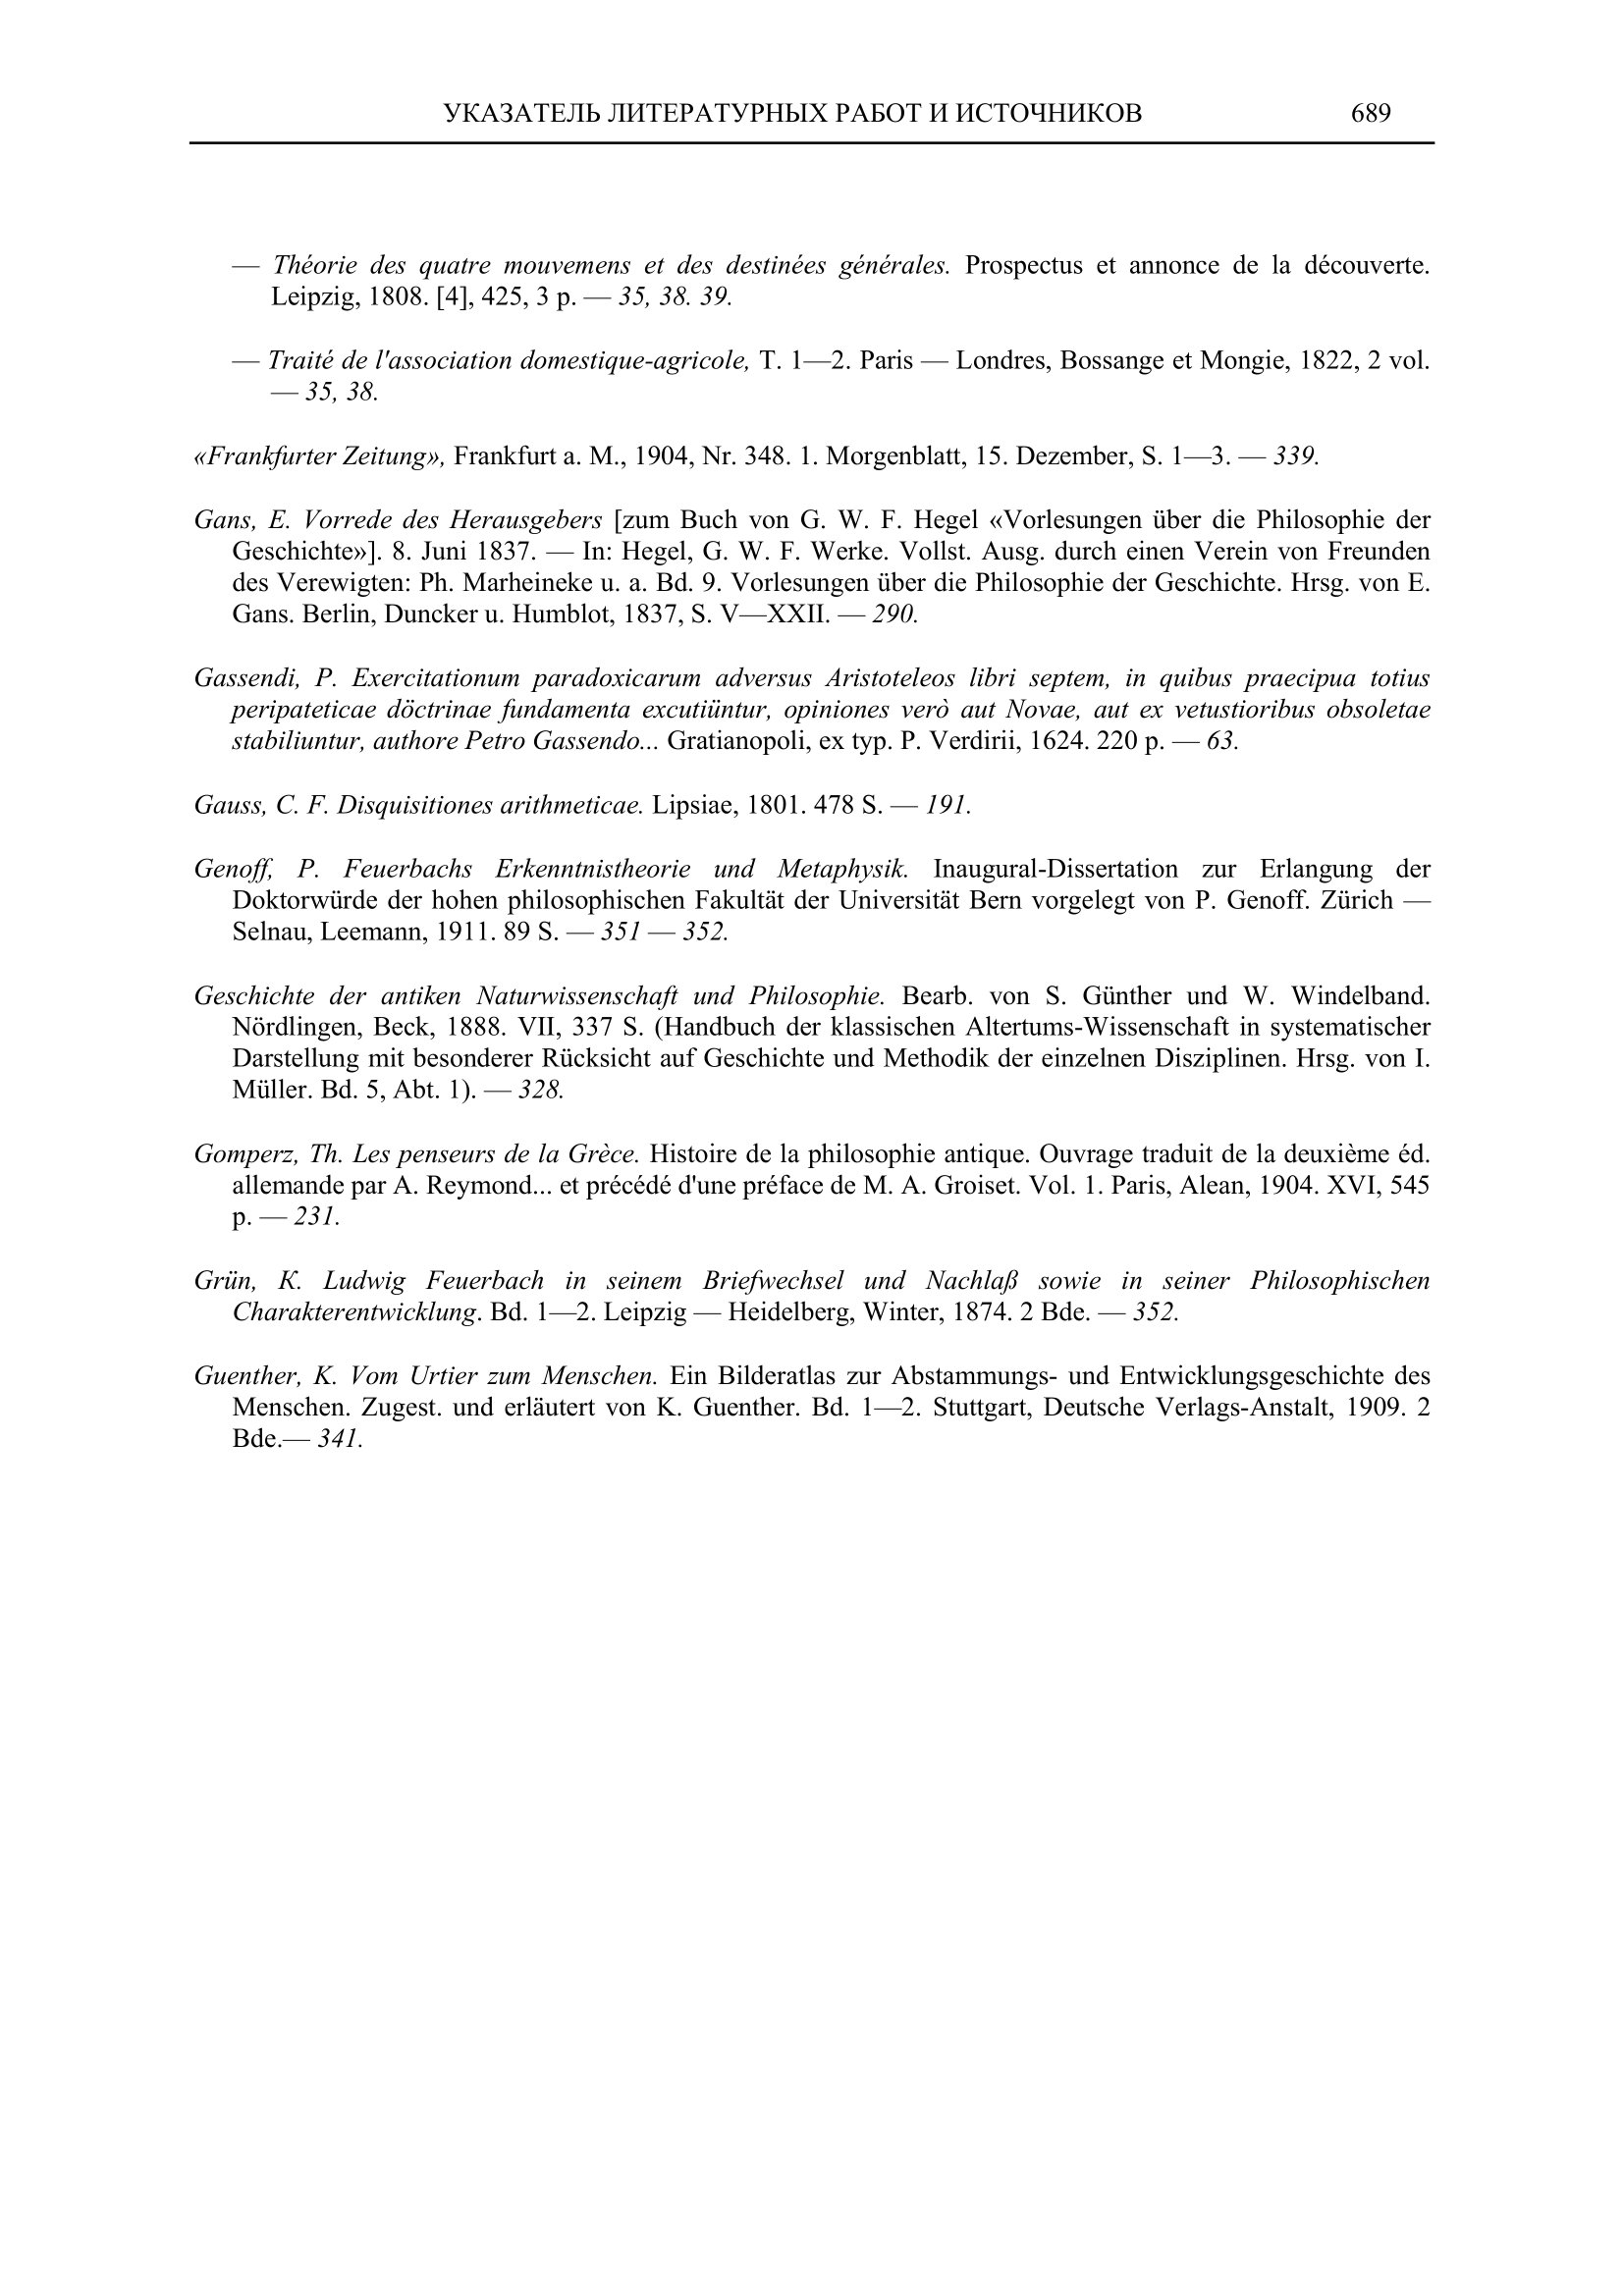 УКАЗАТЕЛЬ ЛИТЕРАТУРНЫХ РАБОТ И ИСТОЧНИКОВ 689
— Théorie des quatre mouvemens et des destinées générales. Prospectus et annonce de la découverte.
Leipzig, 1808. [4], 425, 3 p. — 35, 38. 39.
— Traité de l'association domestique-agricole, T. 1—2. Paris — Londres, Bossange et Mongie, 1822, 2 vol.
— 35, 38.
«Frankfurter Zeitung», Frankfurt a. M., 1904, Nr. 348. 1. Morgenblatt, 15. Dezember, S. 1—3. — 339.
Gans, E. Vorrede des Herausgebers [zum Buch von G. W. F. Hegel «Vorlesungen über die Philosophie der
Geschichte»]. 8. Juni 1837. — In: Hegel, G. W. F. Werke. Vollst. Ausg. durch einen Verein von Freunden
des Verewigten: Ph. Marheineke u. a. Bd. 9. Vorlesungen über die Philosophie der Geschichte. Hrsg. von E.
Gans. Berlin, Duncker u. Humblot, 1837, S. V—XXII. — 290.
Gassendi, P. Exercitationum paradoxicarum adversus Aristoteleos libri septem, in quibus praecipua totius
peripateticae döctrinae fundamenta excutiüntur, opiniones verò aut Novae, aut ex vetustioribus obsoletae
stabiliuntur, authore Petro Gassendo... Gratianopoli, ex typ. P. Verdirii, 1624. 220 p. — 63.
Gauss, C. F. Disquisitiones arithmeticae. Lipsiae, 1801. 478 S. — 191.
Genoff, P. Feuerbachs Erkenntnistheorie und Metaphysik. Inaugural-Dissertation zur Erlangung der
Doktorwürde der hohen philosophischen Fakultät der Universität Bern vorgelegt von P. Genoff. Zürich —
Selnau, Leemann, 1911. 89 S. — 351 — 352.
Geschichte der antiken Naturwissenschaft und Philosophie. Bearb. von S. Günther und W. Windelband.
Nördlingen, Beck, 1888. VII, 337 S. (Handbuch der klassischen Altertums-Wissenschaft in systematischer
Darstellung mit besonderer Rücksicht auf Geschichte und Methodik der einzelnen Disziplinen. Hrsg. von I.
Müller. Bd. 5, Abt. 1). — 328.
Gomperz, Th. Les penseurs de la Grèce. Histoire de la philosophie antique. Ouvrage traduit de la deuxième éd.
allemande par A. Reymond... et précédé d'une préface de M. A. Groiset. Vol. 1. Paris, Alean, 1904. XVI, 545
p. — 231.
Grün, K. Ludwig Feuerbach in seinem Briefwechsel und Nachlaß sowie in seiner Philosophischen
Charakterentwicklung. Bd. 1—2. Leipzig — Heidelberg, Winter, 1874. 2 Bde. — 352.
Guenther, K. Vom Urtier zum Menschen. Ein Bilderatlas zur Abstammungs- und Entwicklungsgeschichte des
Menschen. Zugest. und erläutert von K. Guenther. Bd. 1—2. Stuttgart, Deutsche Verlags-Anstalt, 1909. 2
Bde.— 341.